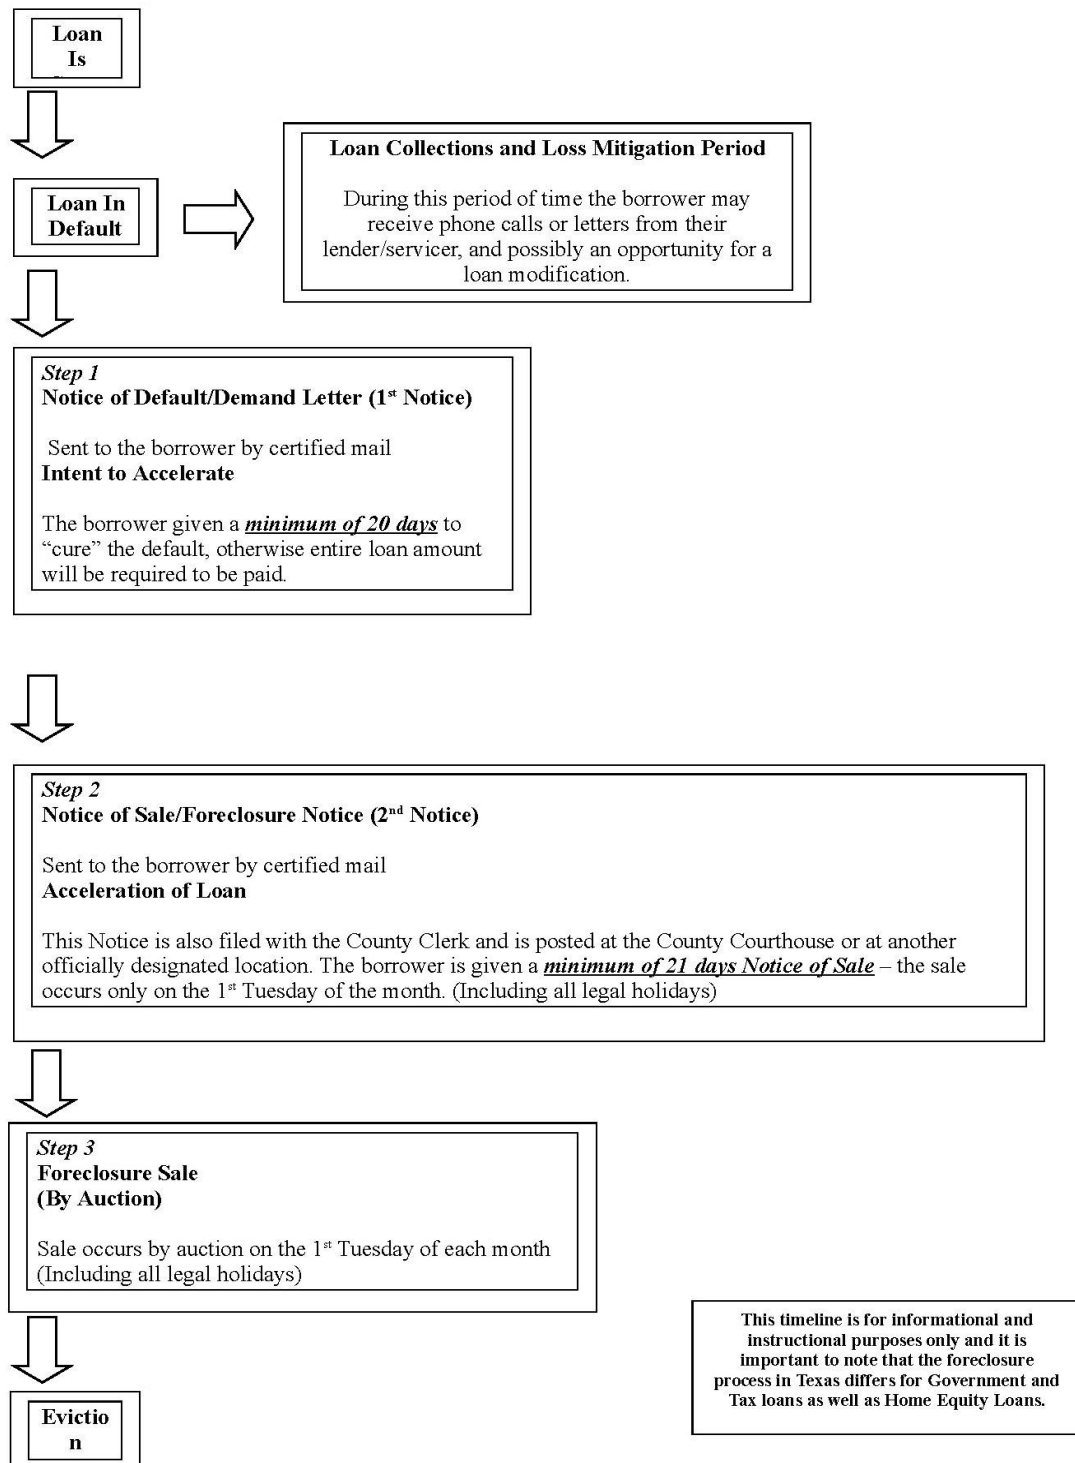 Loan
Is
Loan Collections and Loss Mitigation Period
During this period of time the borrower may
receive phone calls or letters from their
lender/servicer, and possibly an opportunity for a
loan modification.
Loan In
Default
Step 1
Notice of Default/Demand Letter (1st Notice)
Sent to the borrower by certified mail
Intent to Accelerate
The borrower given a minimum of 20 days to
“cure” the default, otherwise entire loan amount
will be required to be paid.
Step 2
Notice of Sale/Foreclosure Notice (2nd Notice)
Sent to the borrower by certified mail
Acceleration of Loan
This Notice is also filed with the County Clerk and is posted at the County Courthouse or at another
officially designated location. The borrower is given a minimum of 21 days Notice of Sale – the sale
occurs only on the 1st Tuesday of the month. (Including all legal holidays)
Step 3
Foreclosure Sale
(By Auction)
Sale occurs by auction on the 1st Tuesday of each month
(Including all legal holidays)
This timeline is for informational and
instructional purposes only and it is
important to note that the foreclosure
process in Texas differs for Government and
Tax loans as well as Home Equity Loans.
Evictio
n